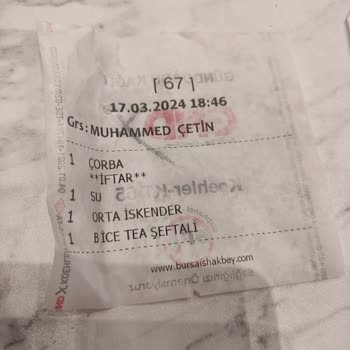 [67]
17.03.2024 18:46
Grs:MUHAMMED ÇETİN
1 ÇORBA
**İFTAR**
1 SU
1 ORTA İSKENDER
1 BİCE TEA ŞEFTALİ
www.bursaishakbey.com